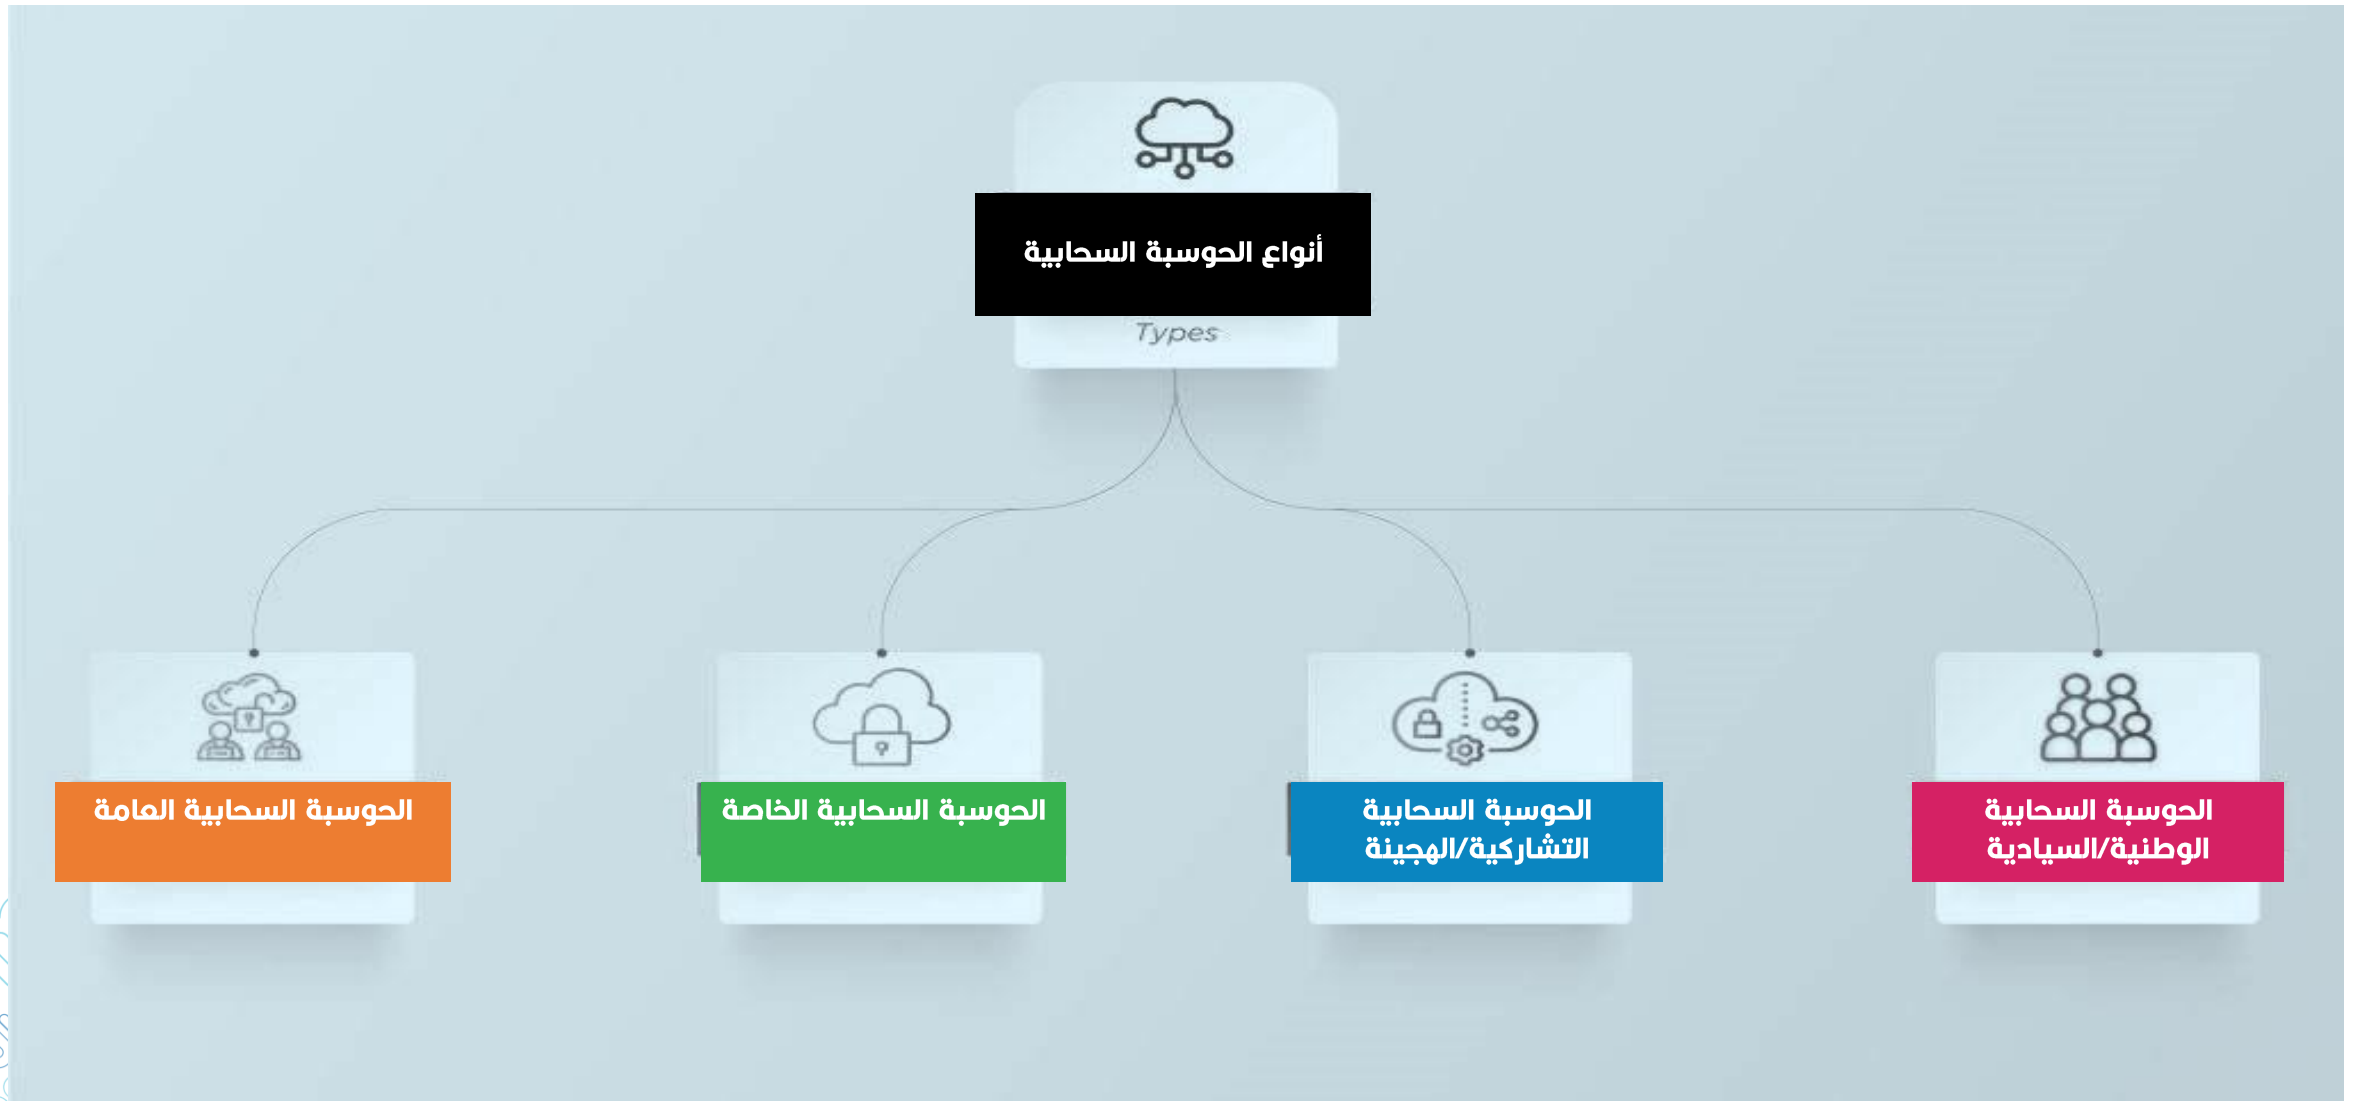 أنواع الحوسبة السحابية
Types
الحوسبة السحابية
الوطنية/السيادية
الحوسبة السحابية
التشاركية/الهجينة
الحوسبة السحابية الخاصة
الحوسبة السحابية العامة